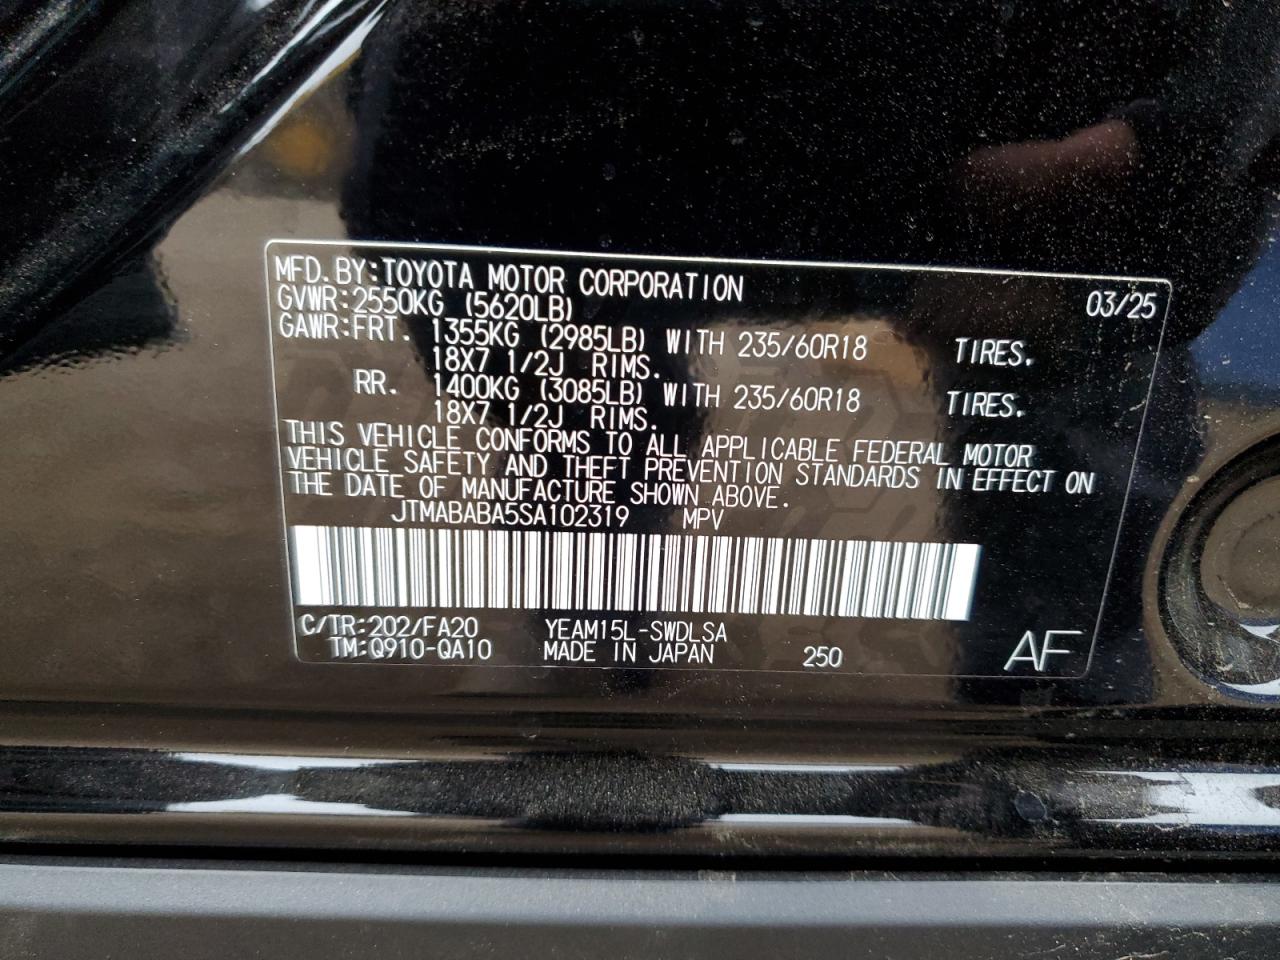 MFD.BY:TOYOTA MOTOR CORPORATION 03/25
GVWR:2550KG (5620LB)
GAWR:FRT. 1355KG (2985LB) WITH 235/60R18 TIRES.
18X7 1/2J RIMS.
RR. 1400KG (3085LB) WITH 235/60R18 TIRES.
18X7 1/2J RIMS.
THIS VEHICLE CONFORMS TO ALL APPLICABLE FEDERAL MOTOR
VEHICLE SAFETY AND THEFT PREVENTION STANDARDS IN EFFECT ON
THE DATE OF MANUFACTURE SHOWN ABOVE.
JTMABABA5SA102319 MPV
C/TR:202/FA20 YEAM15L-SWDLSA
TM:Q910-QA10 MADE IN JAPAN 250 AF